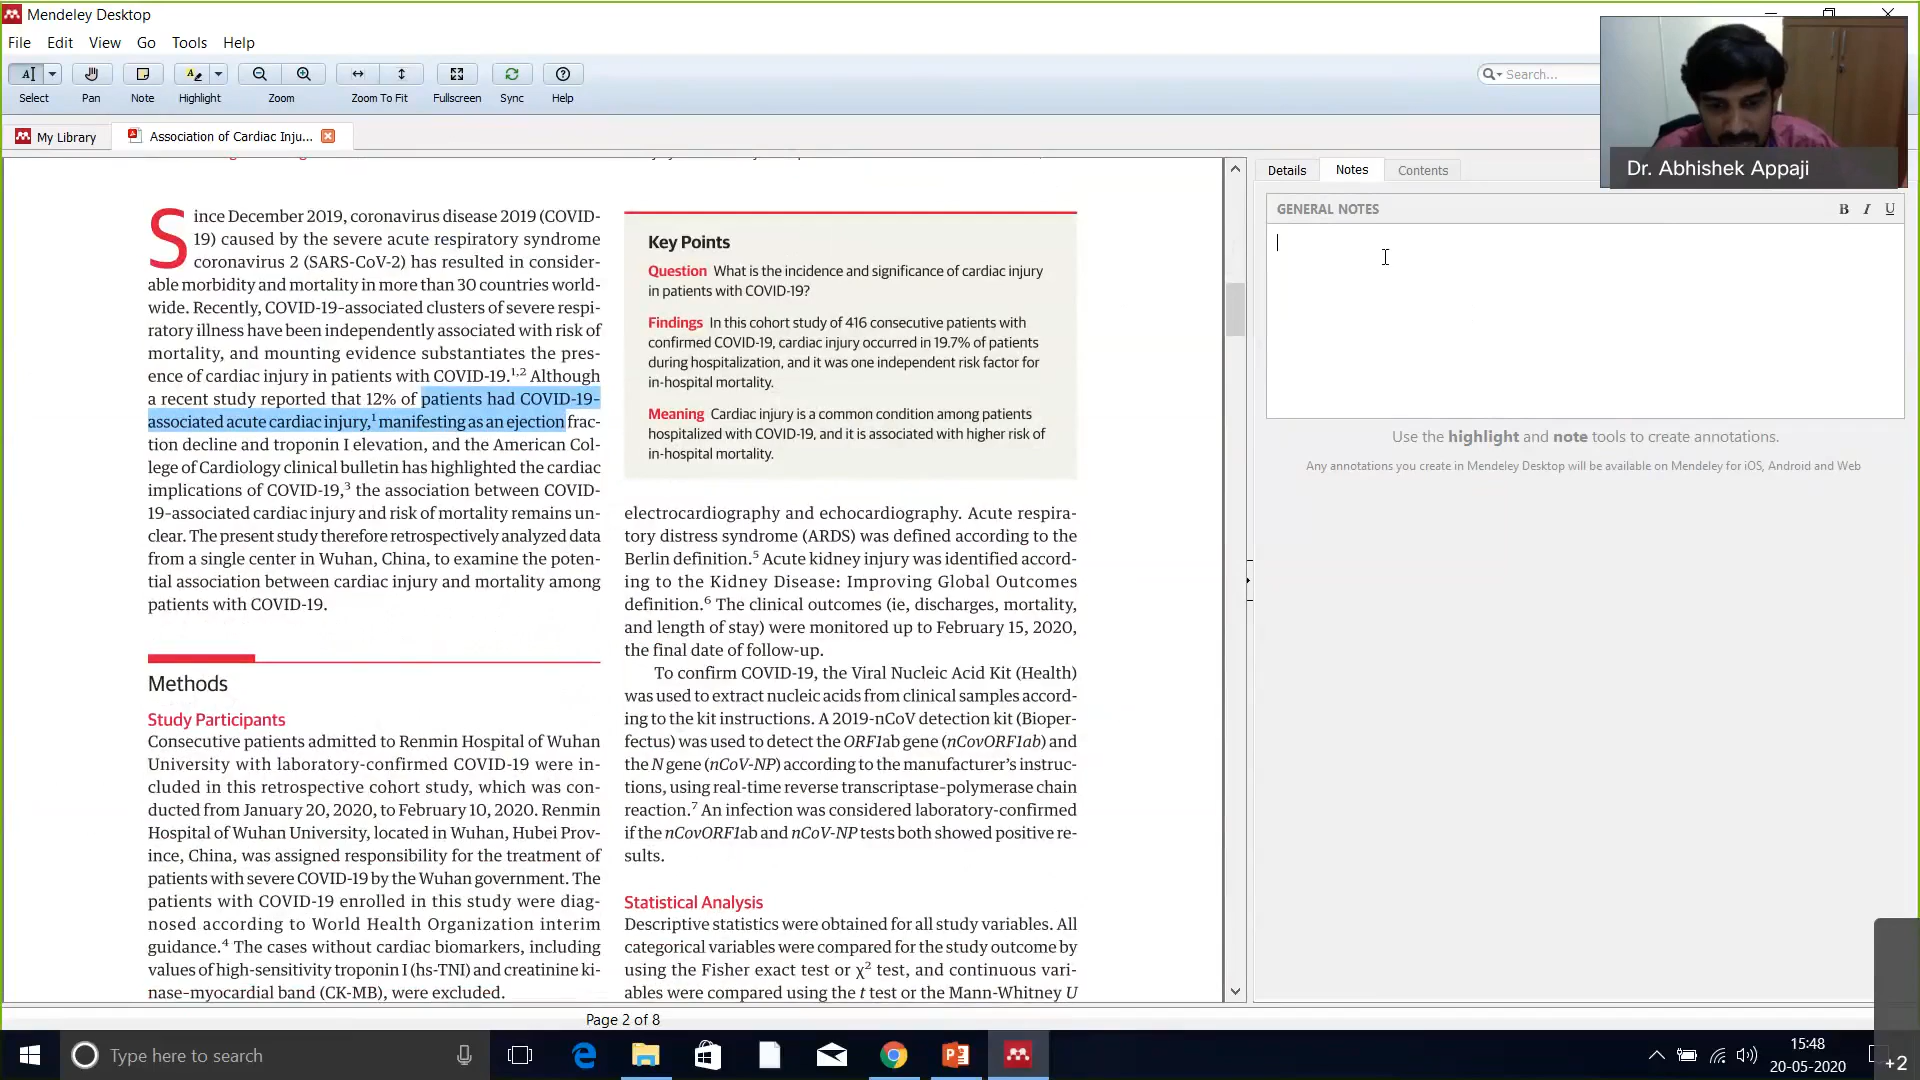 Mendeley Desktop
File Edit View Go Tools Help
Select Pan Note Highlight Zoom Zoom To Fit Fullscreen Sync Help
Search...
My Library
Association of Cardiac Inju...
Dr. Abhishek Appaji
Since December 2019, coronavirus disease 2019 (COVID-
19) caused by the severe acute respiratory syndrome
coronavirus 2 (SARS-CoV-2) has resulted in consider-
able morbidity and mortality in more than 30 countries world-
wide. Recently, COVID-19–associated clusters of severe respi-
ratory illness have been independently associated with risk of
mortality, and mounting evidence substantiates the pres-
ence of cardiac injury in patients with COVID-19.1,2 Although
a recent study reported that 12% of patients had COVID-19–
associated acute cardiac injury,1 manifesting as an ejection frac-
tion decline and troponin I elevation, and the American Col-
lege of Cardiology clinical bulletin has highlighted the cardiac
implications of COVID-19,3 the association between COVID-
19–associated cardiac injury and risk of mortality remains un-
clear. The present study therefore retrospectively analyzed data
from a single center in Wuhan, China, to examine the poten-
tial association between cardiac injury and mortality among
patients with COVID-19.
Methods
Study Participants
Consecutive patients admitted to Renmin Hospital of Wuhan
University with laboratory-confirmed COVID-19 were in-
cluded in this retrospective cohort study, which was con-
ducted from January 20, 2020, to February 10, 2020. Renmin
Hospital of Wuhan University, located in Wuhan, Hubei Prov-
ince, China, was assigned responsibility for the treatment of
patients with severe COVID-19 by the Wuhan government. The
patients with COVID-19 enrolled in this study were diag-
nosed according to World Health Organization interim
guidance.4 The cases without cardiac biomarkers, including
values of high-sensitivity troponin I (hs-TNI) and creatinine ki-
nase–myocardial band (CK-MB), were excluded.
Key Points
Question What is the incidence and significance of cardiac injury
in patients with COVID-19?
Findings In this cohort study of 416 consecutive patients with
confirmed COVID-19, cardiac injury occurred in 19.7% of patients
during hospitalization, and it was one independent risk factor for
in-hospital mortality.
Meaning Cardiac injury is a common condition among patients
hospitalized with COVID-19, and it is associated with higher risk of
in-hospital mortality.
electrocardiography and echocardiography. Acute respira-
tory distress syndrome (ARDS) was defined according to the
Berlin definition.5 Acute kidney injury was identified accord-
ing to the Kidney Disease: Improving Global Outcomes
definition.6 The clinical outcomes (ie, discharges, mortality,
and length of stay) were monitored up to February 15, 2020,
the final date of follow-up.
To confirm COVID-19, the Viral Nucleic Acid Kit (Health)
was used to extract nucleic acids from clinical samples accord-
ing to the kit instructions. A 2019-nCoV detection kit (Bioper-
fectus) was used to detect the ORF1ab gene (nCovORF1ab) and
the N gene (nCoV-NP) according to the manufacturer's instruc-
tions, using real-time reverse transcriptase–polymerase chain
reaction.7 An infection was considered laboratory-confirmed
if the nCovORF1ab and nCoV-NP tests both showed positive re-
sults.
Statistical Analysis
Descriptive statistics were obtained for all study variables. All
categorical variables were compared for the study outcome by
using the Fisher exact test or χ2 test, and continuous vari-
ables were compared using the t test or the Mann-Whitney U
Details Notes Contents
GENERAL NOTES B I U
Use the highlight and note tools to create annotations.
Any annotations you create in Mendeley Desktop will be available on Mendeley for iOS, Android and Web
Page 2 of 8
Type here to search
15:48
20-05-2020
+2